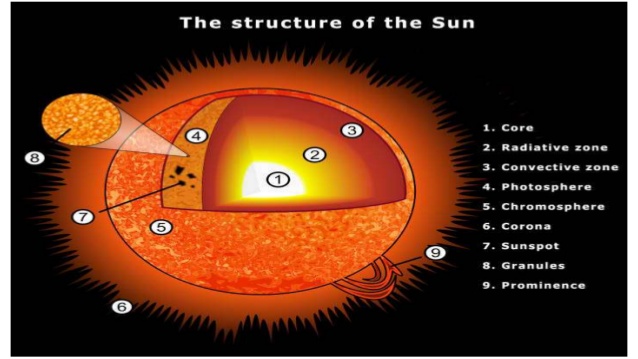 The structure of the Sun
4
3
2
1
8
7
5
9
6
1. Core
2. Radiative zone
3. Convective zone
4. Photosphere
5. Chromosphere
6. Corona
7. Sunspot
8. Granules
9. Prominence